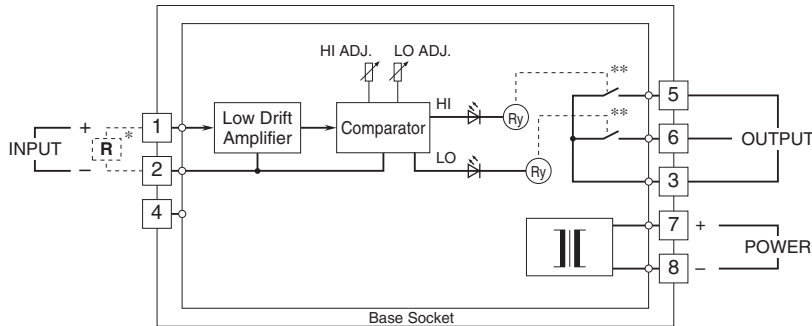 HI ADJ.
LO ADJ.
**
**
INPUT
+
–
R
*
1
2
4
Low Drift
Amplifier
Comparator
HI
LO
Ry
Ry
5
6
3
7
8
OUTPUT
+
–
POWER
Base Socket